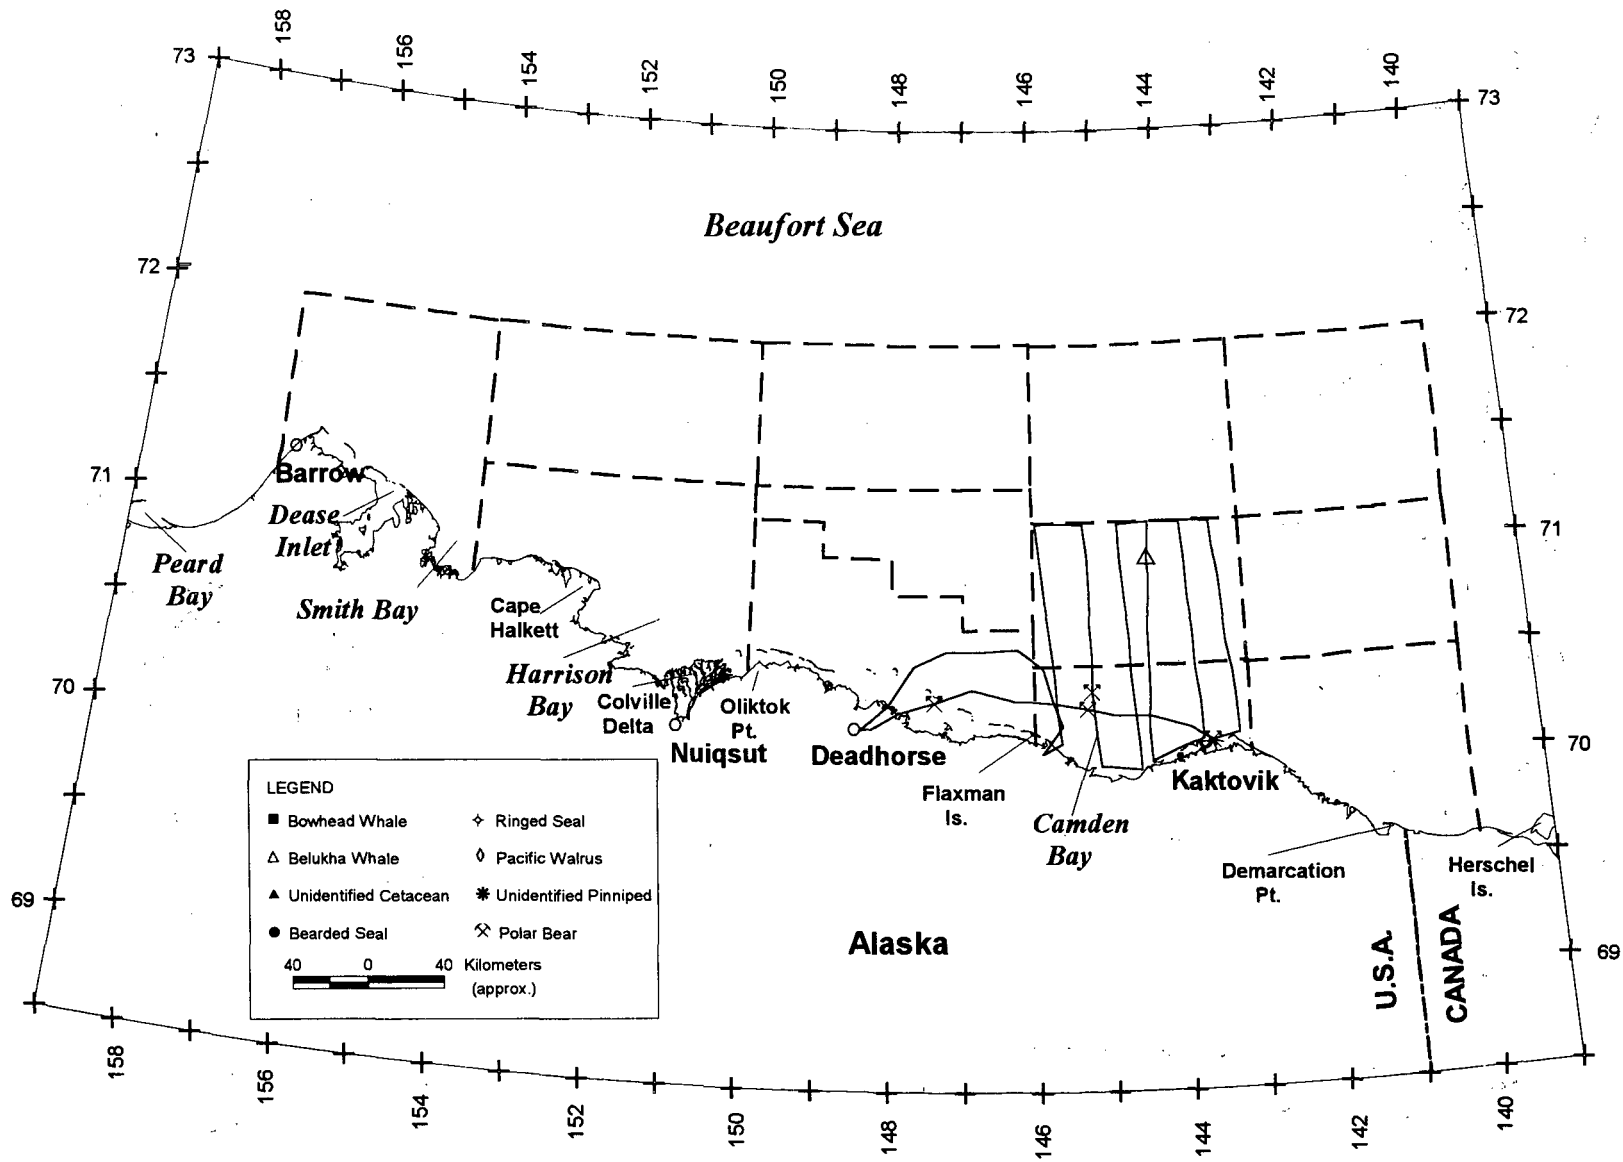 158
156
154
152
150
148
146
144
142
140
73
73
Beaufort Sea
72
72
71
71
Barrow
Dease
Inlet
Peard
Bay
Smith Bay
Cape
Halkett
Harrison
Bay
Colville
Delta
Oliktok
Pt.
Nuiqsut
Deadhorse
Flaxman
Is.
Camden
Bay
Kaktovik
70
70
Demarcation
Pt.
Herschel
Is.
LEGEND
Bowhead Whale
Ringed Seal
Belukha Whale
Pacific Walrus
Unidentified Cetacean
Unidentified Pinniped
Bearded Seal
Polar Bear
40 0 40 Kilometers
(approx.)
Alaska
U.S.A.
CANADA
69
69
158
156
154
152
150
148
146
144
142
140